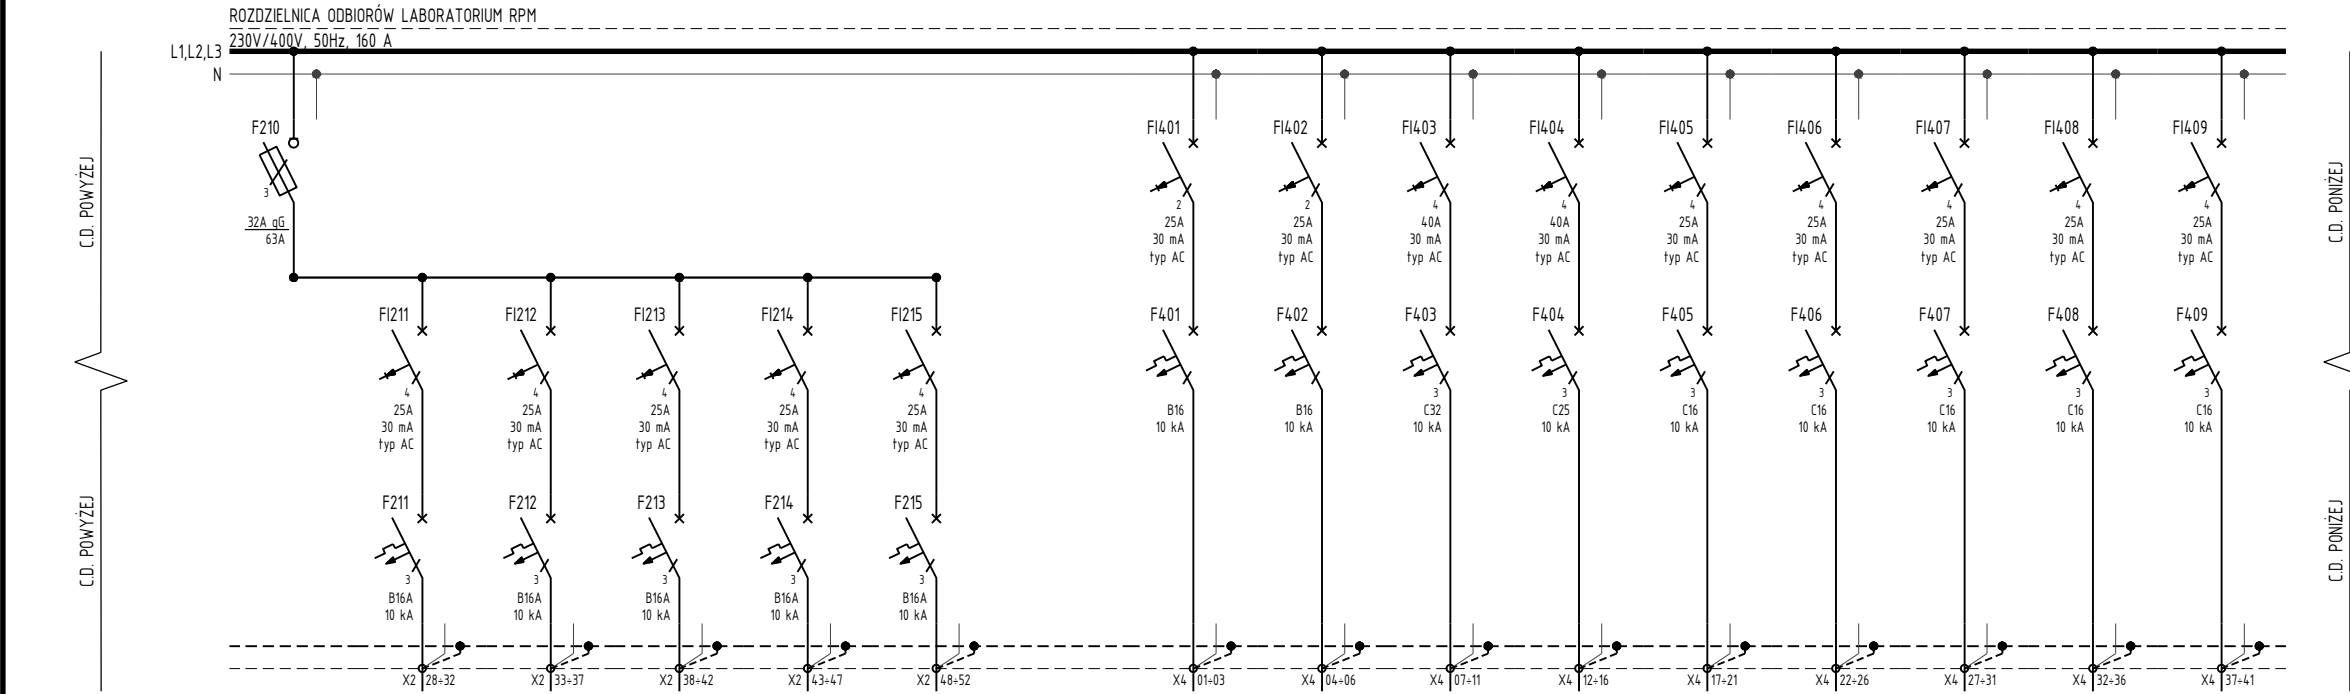 ROZDZIELNICA ODBIORÓW LABORATORIUM RPM
230V/400V, 50Hz, 160 A
L1,L2,L3
N
C.D. POWYŻEJ
C.D. POWYŻEJ
F210
3
32A gG
63A
FI401 FI402 FI403 FI404 FI405 FI406 FI407 FI408 FI409
2 2 4 4 4 4 4 4 4
25A 25A 40A 40A 25A 25A 25A 25A 25A
30 mA 30 mA 30 mA 30 mA 30 mA 30 mA 30 mA 30 mA 30 mA
typ AC typ AC typ AC typ AC typ AC typ AC typ AC typ AC typ AC
FI211 FI212 FI213 FI214 FI215
4 4 4 4 4
25A 25A 25A 25A 25A
30 mA 30 mA 30 mA 30 mA 30 mA
typ AC typ AC typ AC typ AC typ AC
F401 F402 F403 F404 F405 F406 F407 F408 F409
3 3 3 3 3 3 3
B16 B16 C32 C25 C16 C16 C16 C16 C16
10 kA 10 kA 10 kA 10 kA 10 kA 10 kA 10 kA 10 kA 10 kA
F211 F212 F213 F214 F215
3 3 3 3 3
B16A B16A B16A B16A B16A
10 kA 10 kA 10 kA 10 kA 10 kA
X2 28÷32 X2 33÷37 X2 38÷42 X2 43÷47 X2 48÷52 X4 01÷03 X4 04÷06 X4 07÷11 X4 12÷16 X4 17÷21 X4 22÷26 X4 27÷31 X4 32÷36 X4 37÷41
C.D. PONIŻEJ
C.D. PONIŻEJ